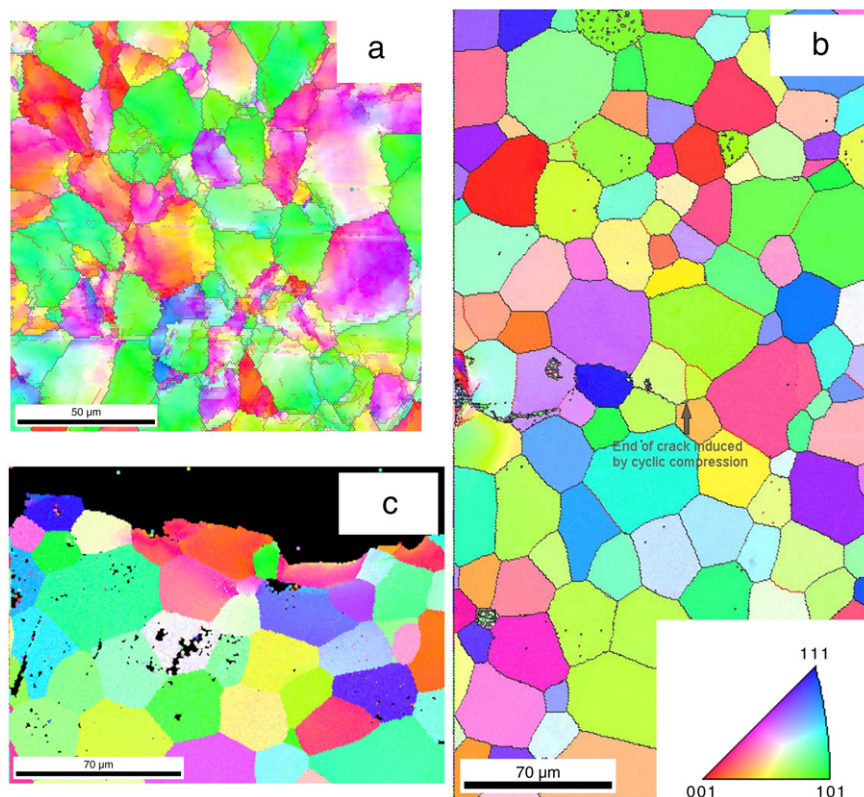 a
50 µm
b
End of crack induced
by cyclic compression
c
70 µm
70 µm
111
001
101